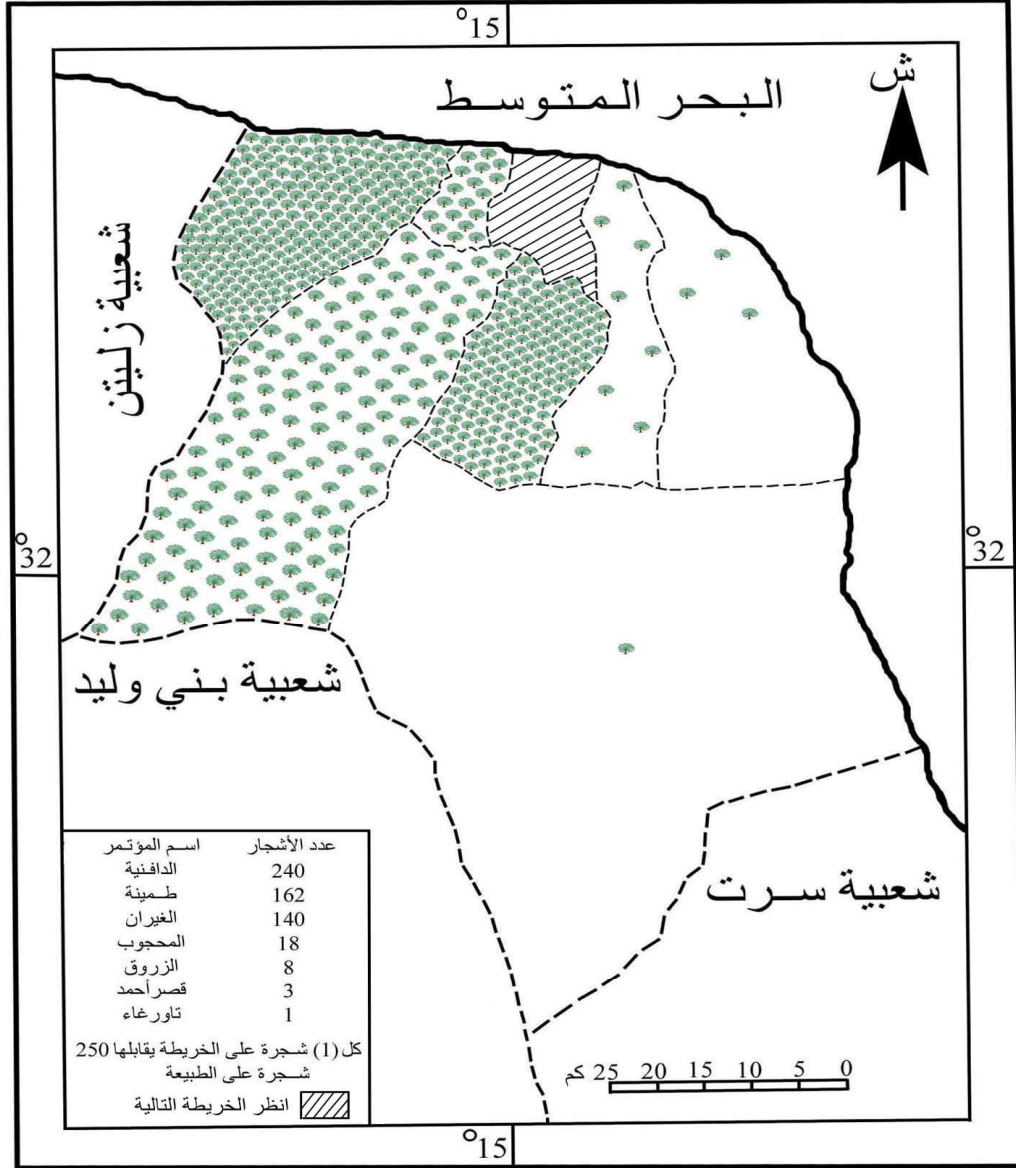 °15
ش
البحر المتوسط
شعبية زليتن
°32
°32
شعبية بني وليد
شعبية سرت
اسم المؤتمر عدد الأشجار
الدافنية 240
طمينة 162
الغيران 140
المحجوب 18
الزروق 8
قصرأحمد 3
تاورغاء 1
كل (1) شجرة على الخريطة يقابلها 250
شجرة على الطبيعة
انظر الخريطة التالية
25 20 15 10 5 0 كم
°15